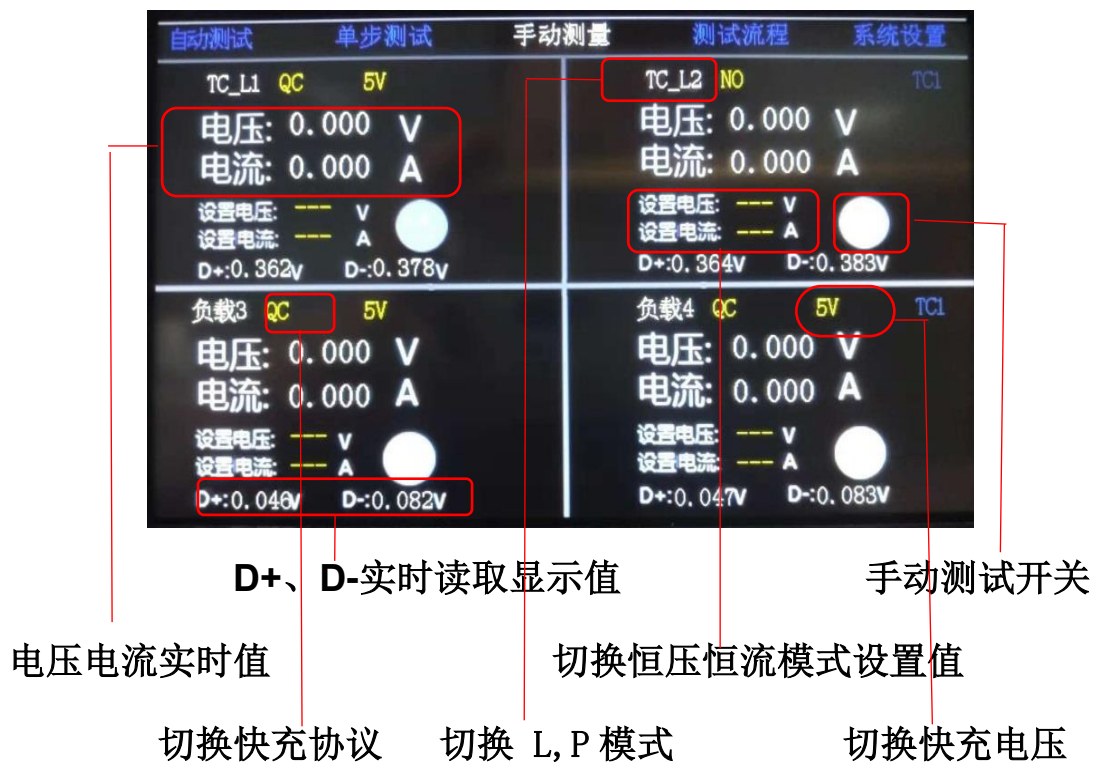 自动测试 单步测试 手动测量 测试流程 系统设置
TC_L1 QC 5V
电压: 0.000 V
电流: 0.000 A
设置电压: --- V
设置电流: --- A
D+:0.362V D-:0.378V
TC_L2 NO TC1
电压: 0.000 V
电流: 0.000 A
设置电压: --- V
设置电流: --- A
D+:0.364V D-:0.383V
负载3 QC 5V
电压: 0.000 V
电流: 0.000 A
设置电压: --- V
设置电流: --- A
D+:0.046V D-:0.082V
负载4 QC 5V TC1
电压: 0.000 V
电流: 0.000 A
设置电压: --- V
设置电流: --- A
D+:0.047V D-:0.083V
D+、D-实时读取显示值 手动测试开关
电压电流实时值 切换恒压恒流模式设置值
切换快充协议 切换 L,P 模式 切换快充电压